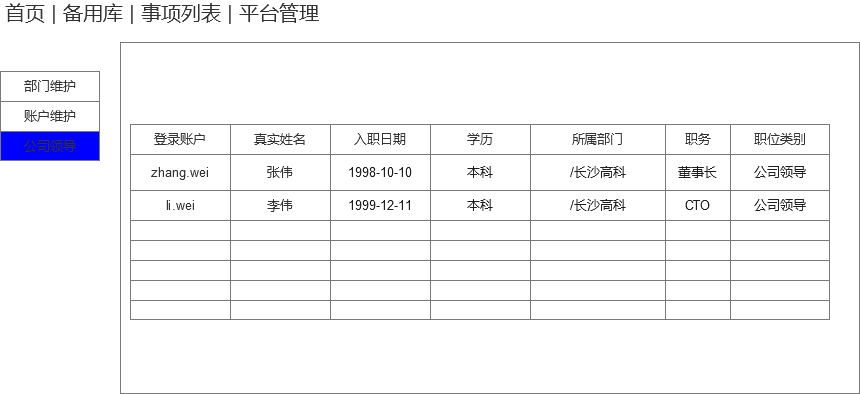 首页 | 备用库 | 事项列表 | 平台管理
部门维护
账户维护
公司领导
登录账户 真实姓名 入职日期 学历 所属部门 职务 职位类别
zhang.wei 张伟 1998-10-10 本科 /长沙高科 董事长 公司领导
li.wei 李伟 1999-12-11 本科 /长沙高科 CTO 公司领导